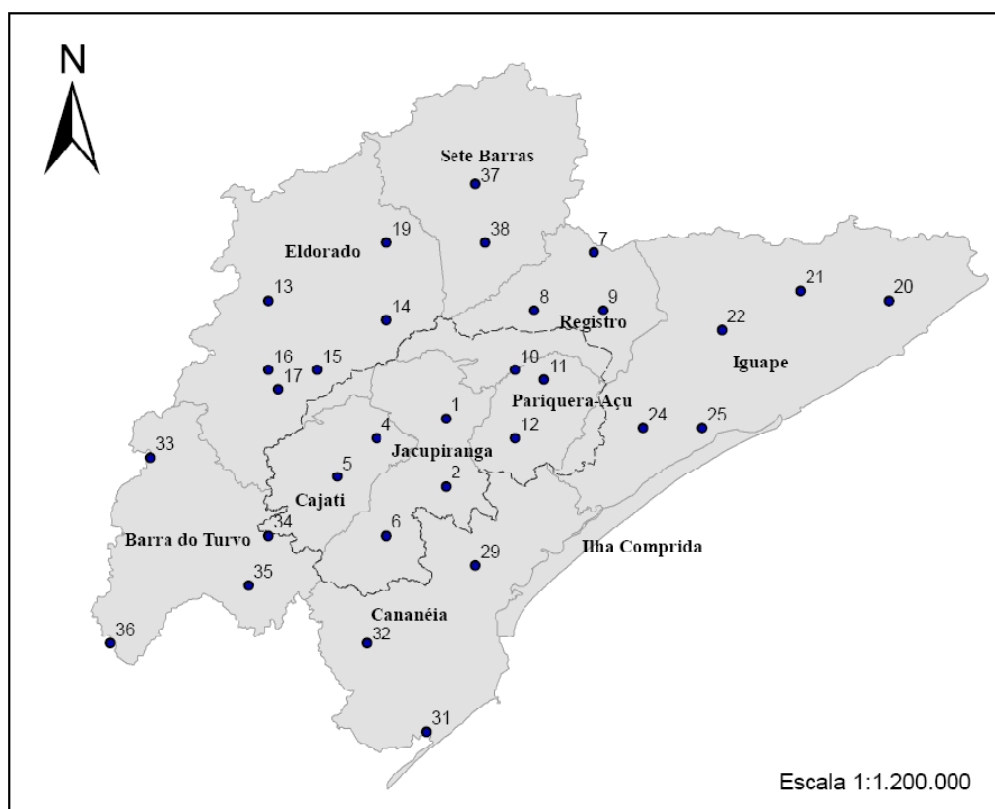 N
Sete Barras
37
19
38
7
Eldorado
13
21
20
8
9
14
Registro
22
16
15
10
Iguape
17
11
Pariquera-Açu
1
4
12
24
25
Jacupiranga
33
5
2
Cajati
34
6
Barra do Turvo
Ilha Comprida
29
35
Cananéia
36
32
31
Escala 1:1.200.000